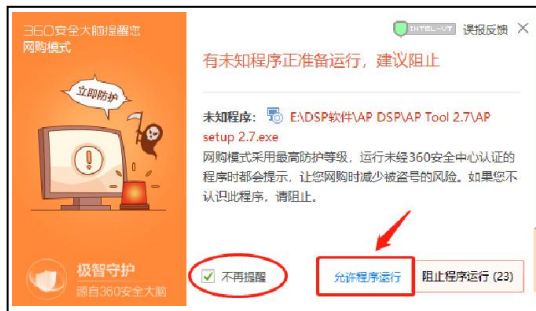 360安全大脑提醒您
网购模式
立即防护
极智守护
源自360安全大脑
INTEL-VT 误报反馈
有未知程序正准备运行，建议阻止
未知程序： E:\DSP软件\AP DSP\AP Tool 2.7\AP
setup 2.7.exe
网购模式采用最高防护等级，运行未经360安全中心认证的
程序时都会提示，让您网购时减少被盗号的风险。如果您不
认识此程序，请阻止。
不再提醒
允许程序运行
阻止程序运行 (23)